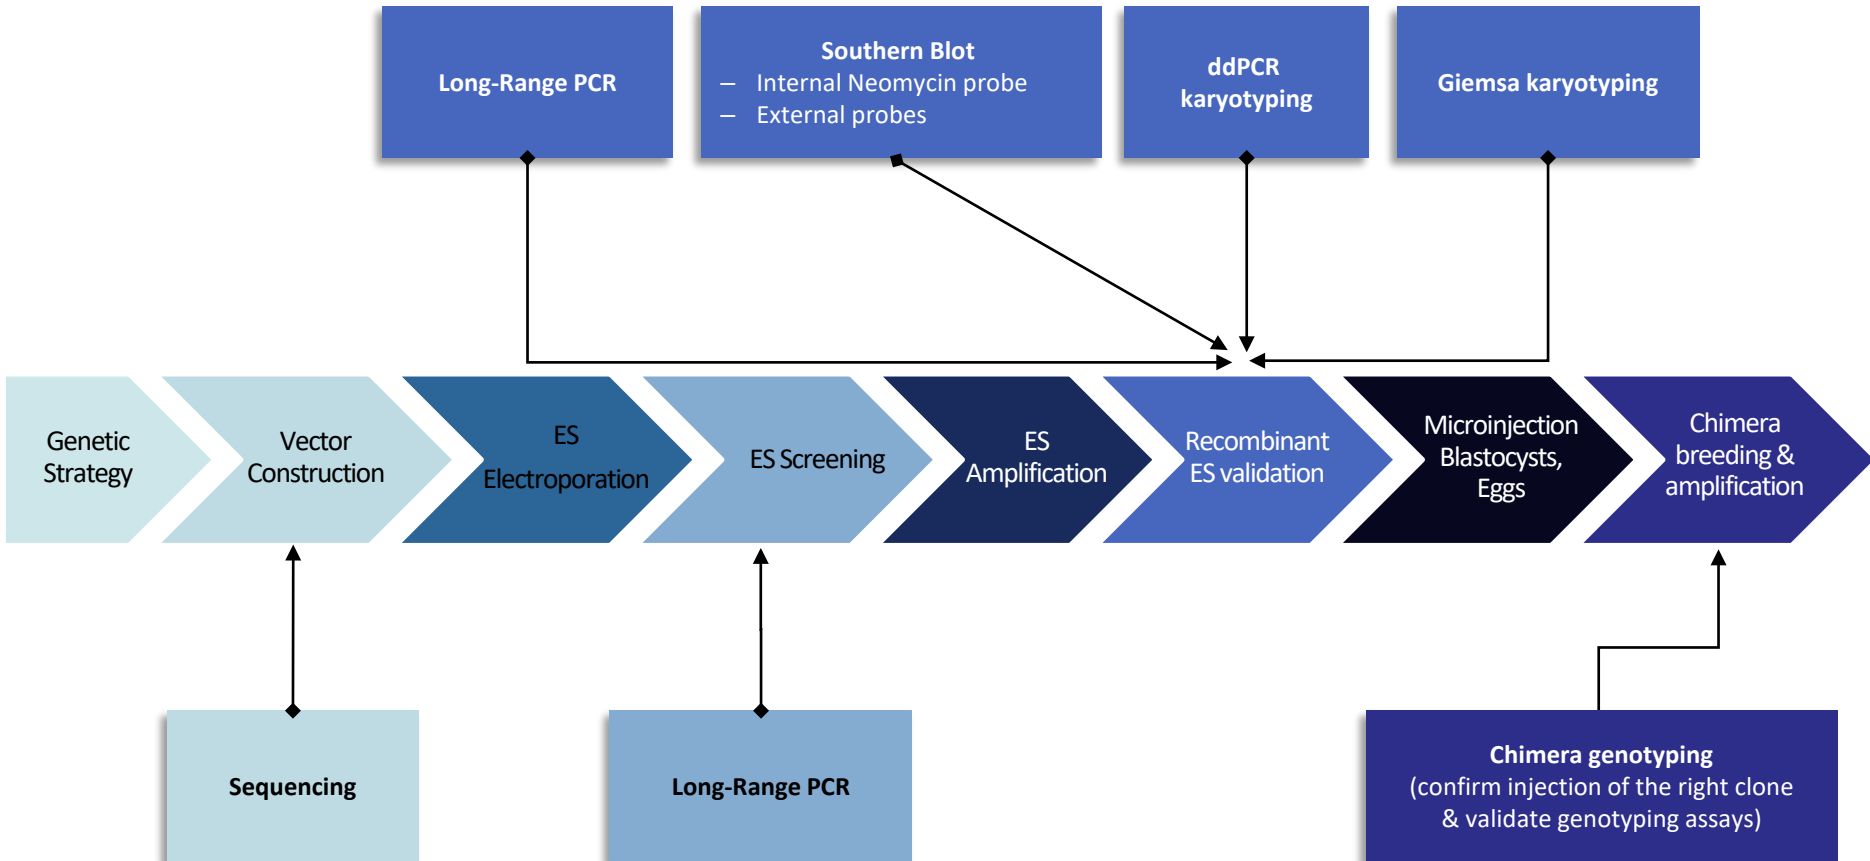 Long-Range PCR
Southern Blot
– Internal Neomycin probe
– External probes
ddPCR
karyotyping
Giemsa karyotyping
Genetic
Strategy
Vector
Construction
ES
Electroporation
ES Screening
ES
Amplification
Recombinant
ES validation
Microinjection
Blastocysts,
Eggs
Chimera
breeding &
amplification
Sequencing
Long-Range PCR
Chimera genotyping
(confirm injection of the right clone
& validate genotyping assays)